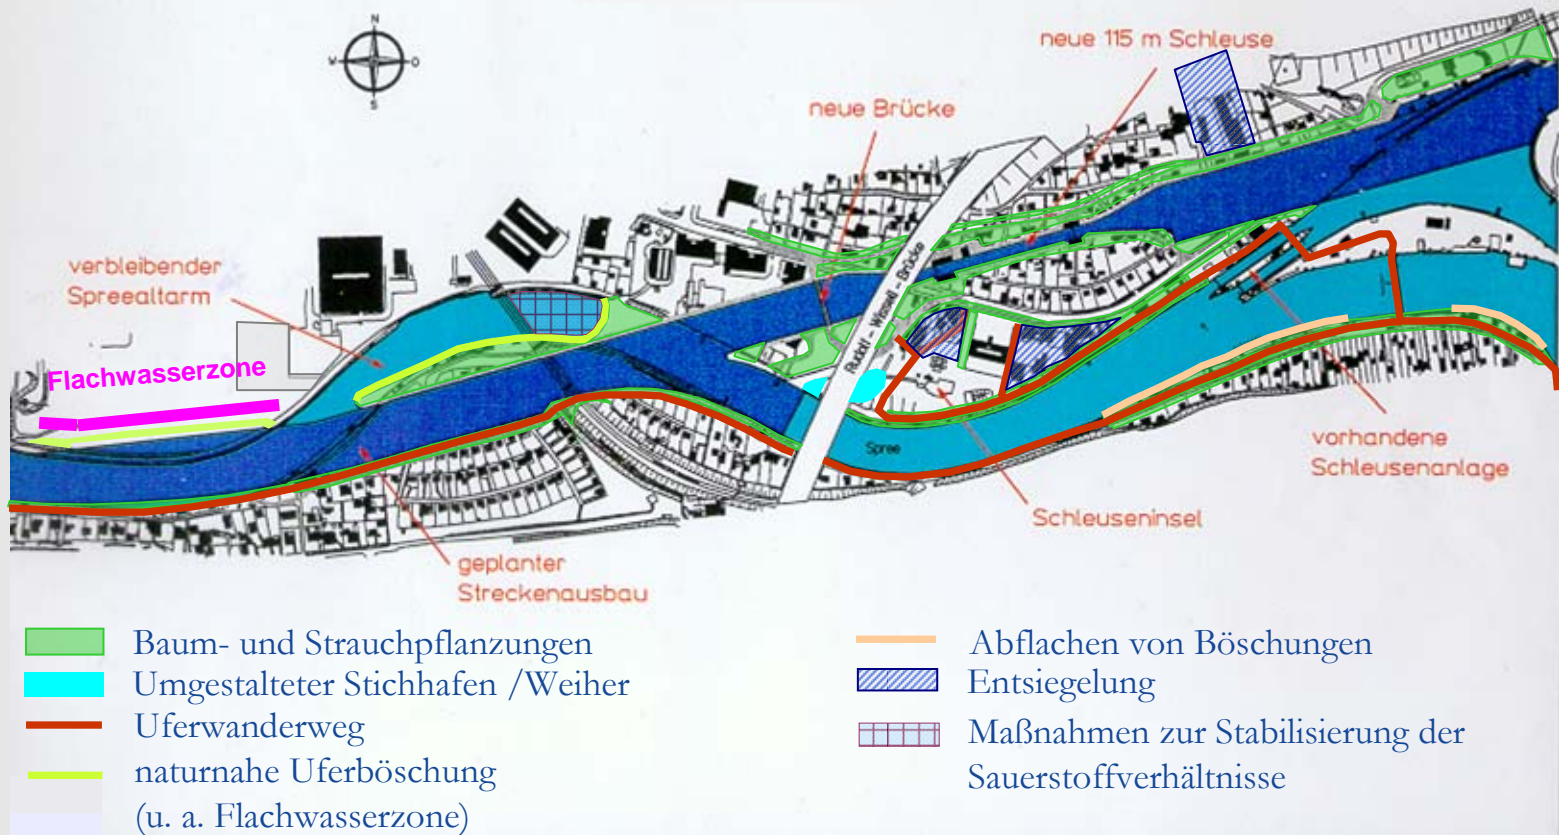 N
W
O
S
neue 115 m Schleuse
neue Brücke
verbleibender
Spreealtarm
Flachwasserzone
Rudolf - Wissell - Brücke
Spree
vorhandene
Schleusenanlage
Schleuseninsel
geplanter
Streckenausbau
Baum- und Strauchpflanzungen
Umgestalteter Stichhafen /Weiher
Uferwanderweg
naturnahe Uferböschung
(u. a. Flachwasserzone)
Abflachen von Böschungen
Entsiegelung
Maßnahmen zur Stabilisierung der
Sauerstoffverhältnisse